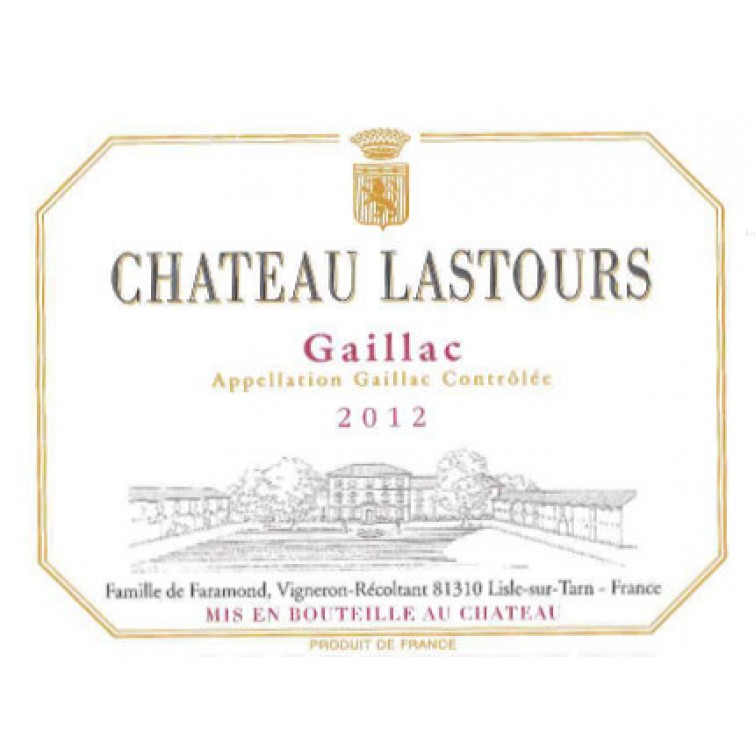 CHATEAU LASTOURS
Gaillac
Appellation Gaillac Contrôlée
2012
Famille de Faramond, Vigneron-Récoltant 81310 Lisle-sur-Tarn - France
MIS EN BOUTEILLE AU CHATEAU
PRODUIT DE FRANCE